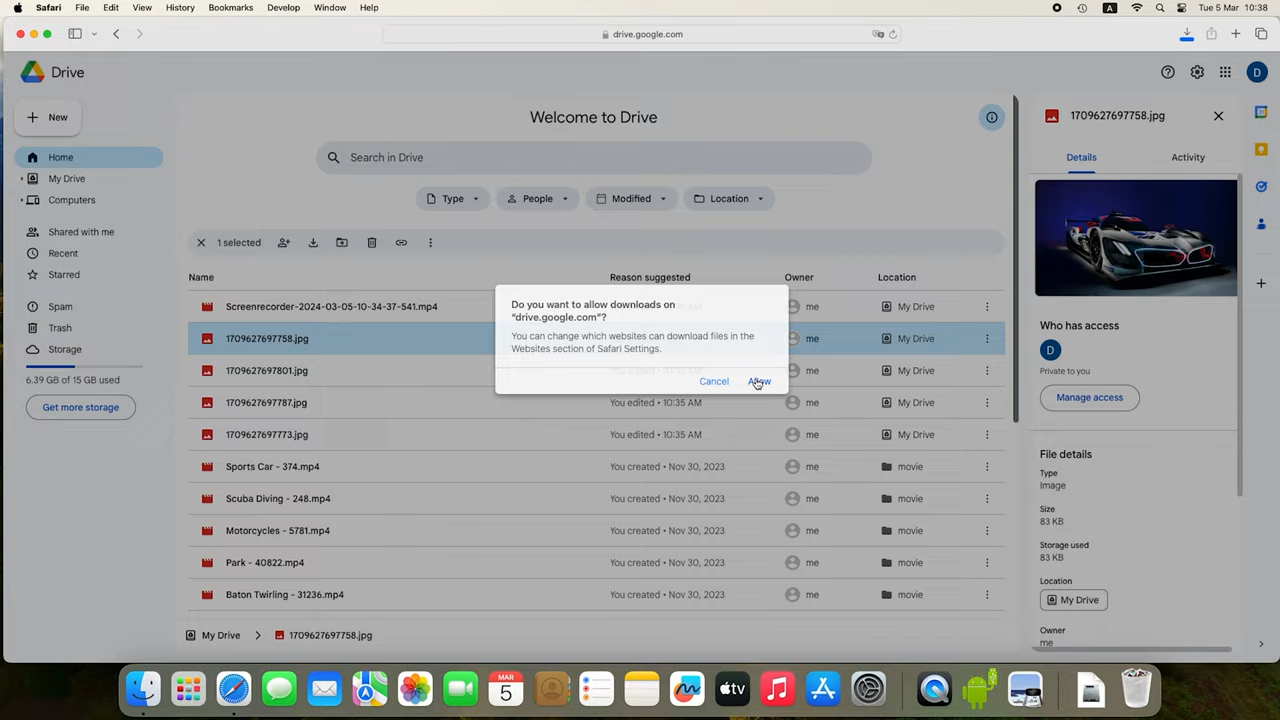 Safari File Edit View History Bookmarks Develop Window Help
A
Tue 5 Mar 10:38
drive.google.com
Drive
D
New
Welcome to Drive
Search in Drive
Type People Modified Location
1 selected
Home
My Drive
Computers
Shared with me
Recent
Starred
Spam
Trash
Storage
6.39 GB of 15 GB used
Get more storage
Name Reason suggested Owner Location
Screenrecorder-2024-03-05-10-34-37-541.mp4 me My Drive
1709627697758.jpg me My Drive
1709627697801.jpg me My Drive
1709627697787.jpg You edited • 10:35 AM me My Drive
1709627697773.jpg You edited • 10:35 AM me My Drive
Sports Car - 374.mp4 You created • Nov 30, 2023 me movie
Scuba Diving - 248.mp4 You created • Nov 30, 2023 me movie
Motorcycles - 5781.mp4 You created • Nov 30, 2023 me movie
Park - 40822.mp4 You created • Nov 30, 2023 me movie
Baton Twirling - 31236.mp4 You created • Nov 30, 2023 me movie
My Drive > 1709627697758.jpg
Do you want to allow downloads on
“drive.google.com”?
You can change which websites can download files in the
Websites section of Safari Settings.
Cancel Allow
1709627697758.jpg
Details Activity
Who has access
D
Private to you
Manage access
File details
Type
Image
Size
83 KB
Storage used
83 KB
Location
My Drive
Owner
me
MAR
5
tv